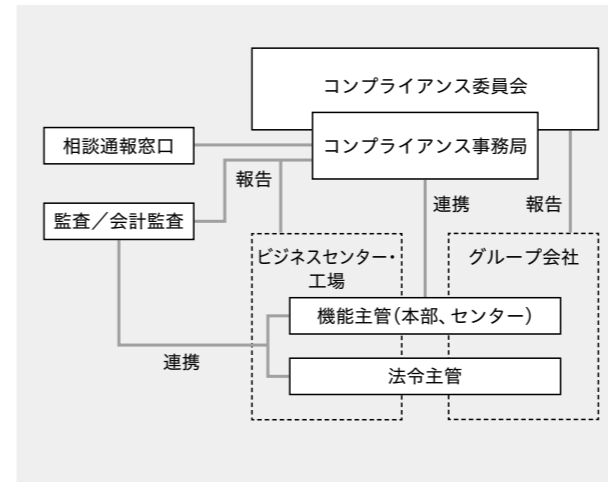 コンプライアンス委員会
コンプライアンス事務局
相談通報窓口
報告
監査／会計監査
連携
報告
ビジネスセンター・
工場
グループ会社
機能主管（本部、センター）
連携
法令主管